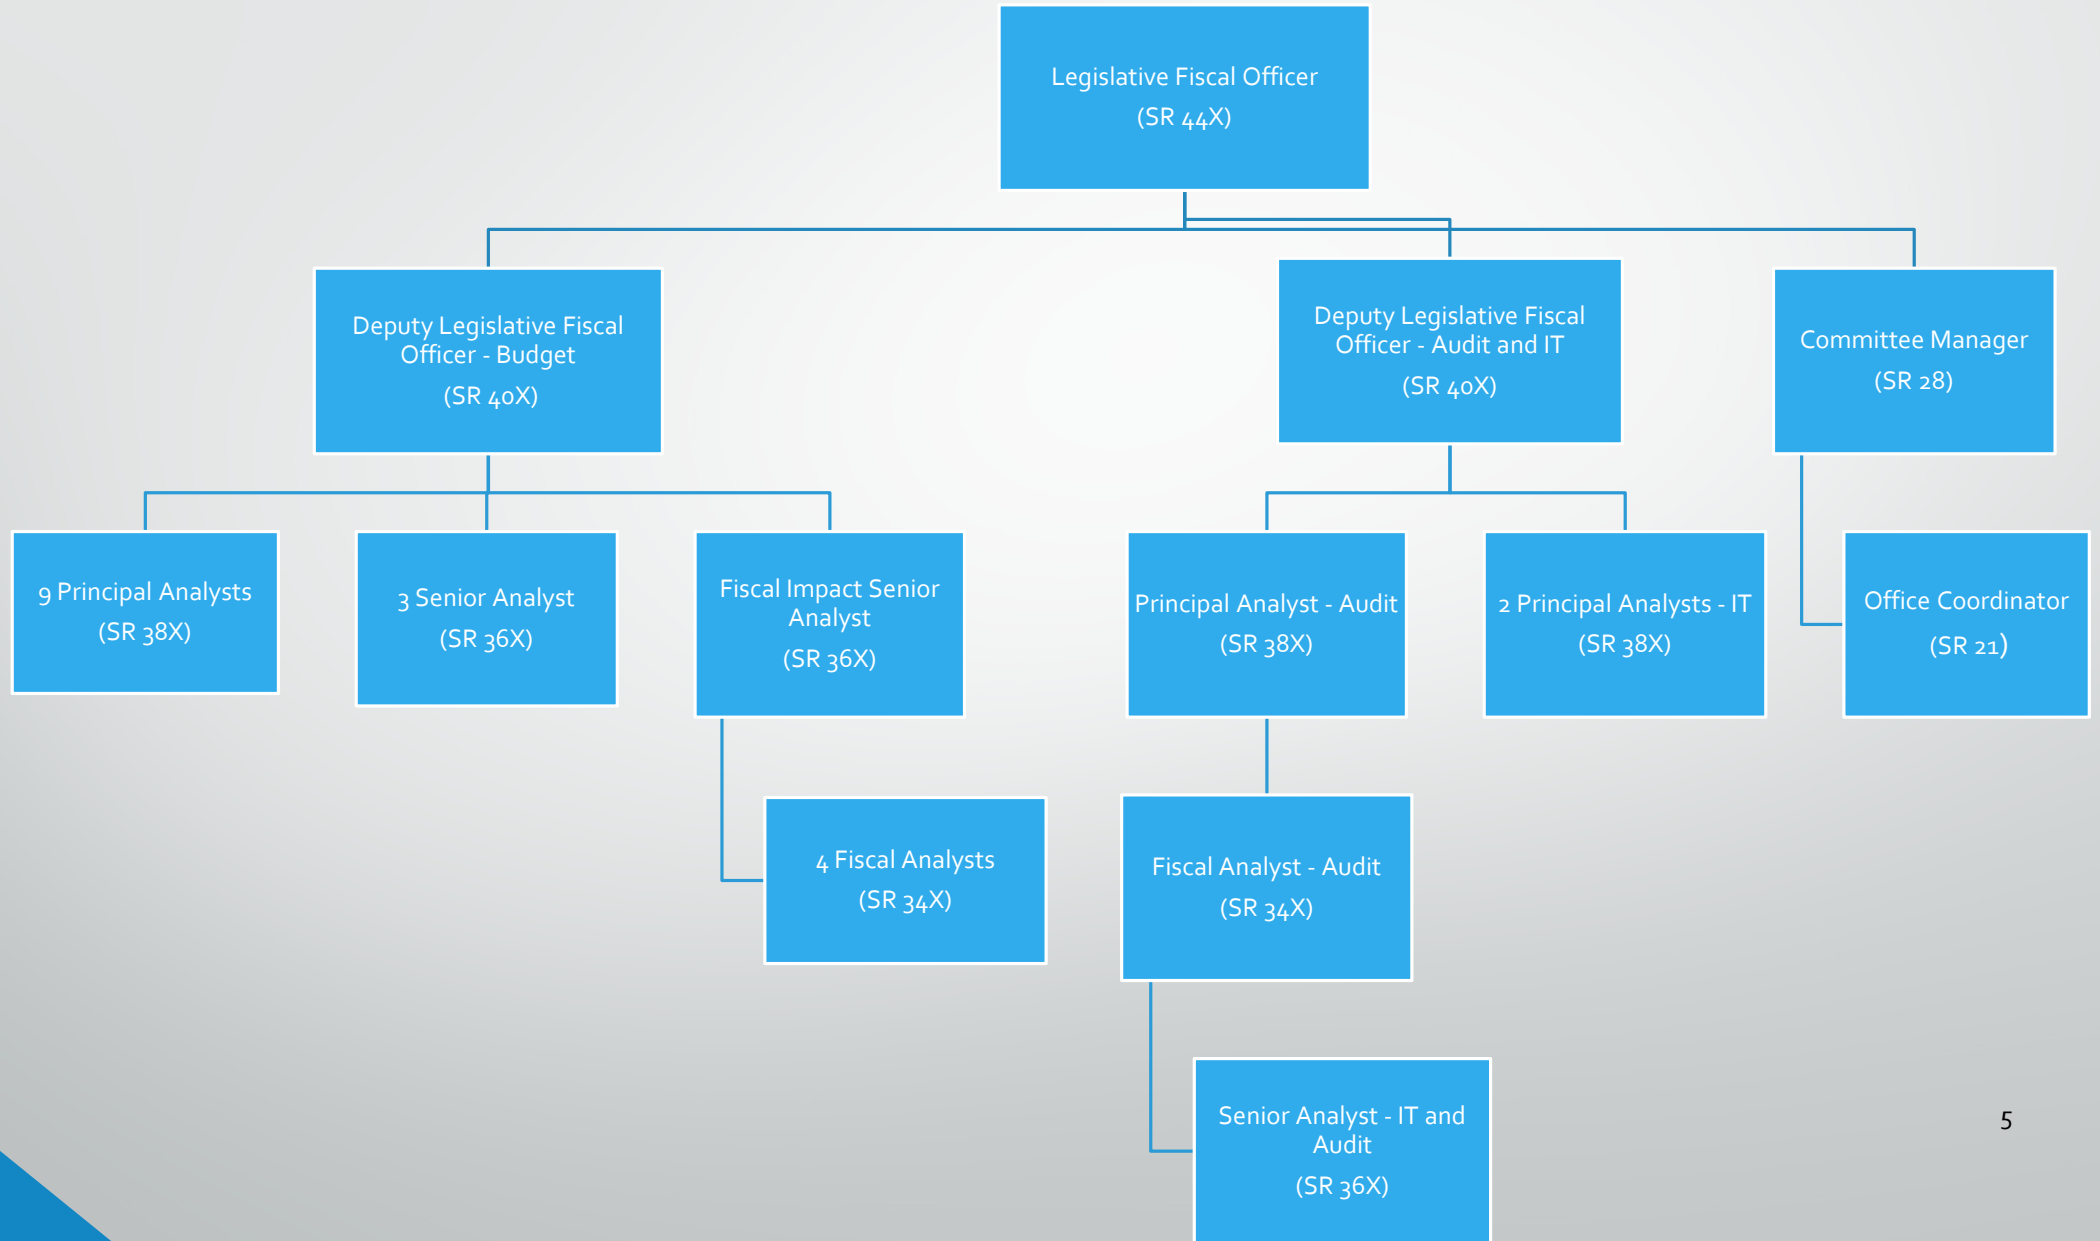 Legislative Fiscal Officer
(SR 44X)
Deputy Legislative Fiscal
Officer - Budget
(SR 40X)
Deputy Legislative Fiscal
Officer - Audit and IT
(SR 40X)
Committee Manager
(SR 28)
9 Principal Analysts
(SR 38X)
3 Senior Analyst
(SR 36X)
Fiscal Impact Senior
Analyst
(SR 36X)
Principal Analyst - Audit
(SR 38X)
2 Principal Analysts - IT
(SR 38X)
Office Coordinator
(SR 21)
4 Fiscal Analysts
(SR 34X)
Fiscal Analyst - Audit
(SR 34X)
Senior Analyst - IT and
Audit
(SR 36X)
5